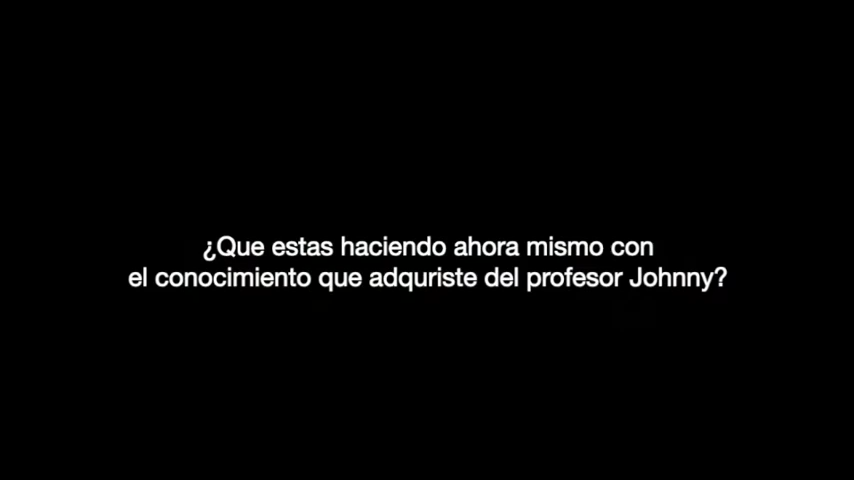 ¿Que estas haciendo ahora mismo con
el conocimiento que adquriste del profesor Johnny?